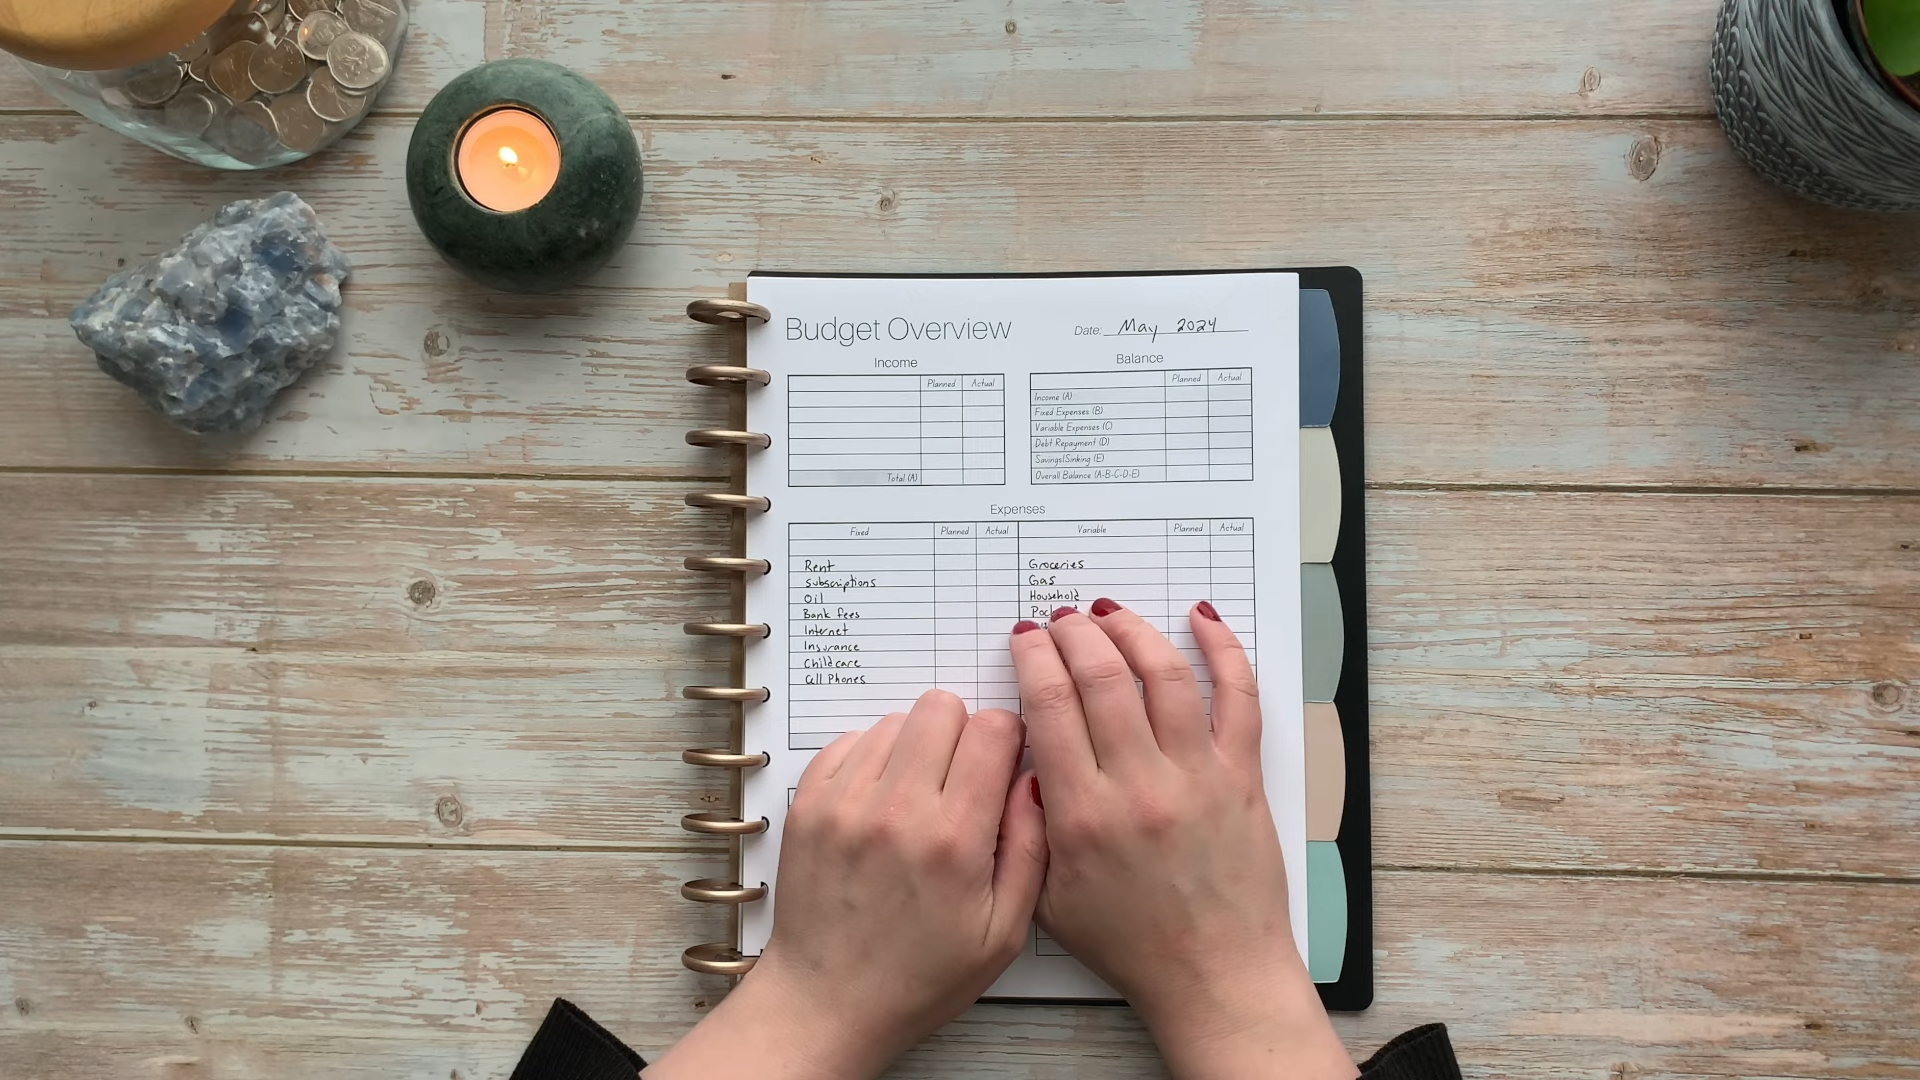 Budget Overview
Date: May 2024
Income
Planned Actual
Total (A)
Balance
Planned Actual
Income (A)
Fixed Expenses (B)
Variable Expenses (C)
Debt Repayment (D)
Savings|Sinking (E)
Overall Balance (A-B-C-D-E)
Expenses
Fixed Planned Actual Variable Planned Actual
Rent
Subscriptions
Oil
Bank fees
Internet
Insurance
Childcare
Cell Phones
Groceries
Gas
Household